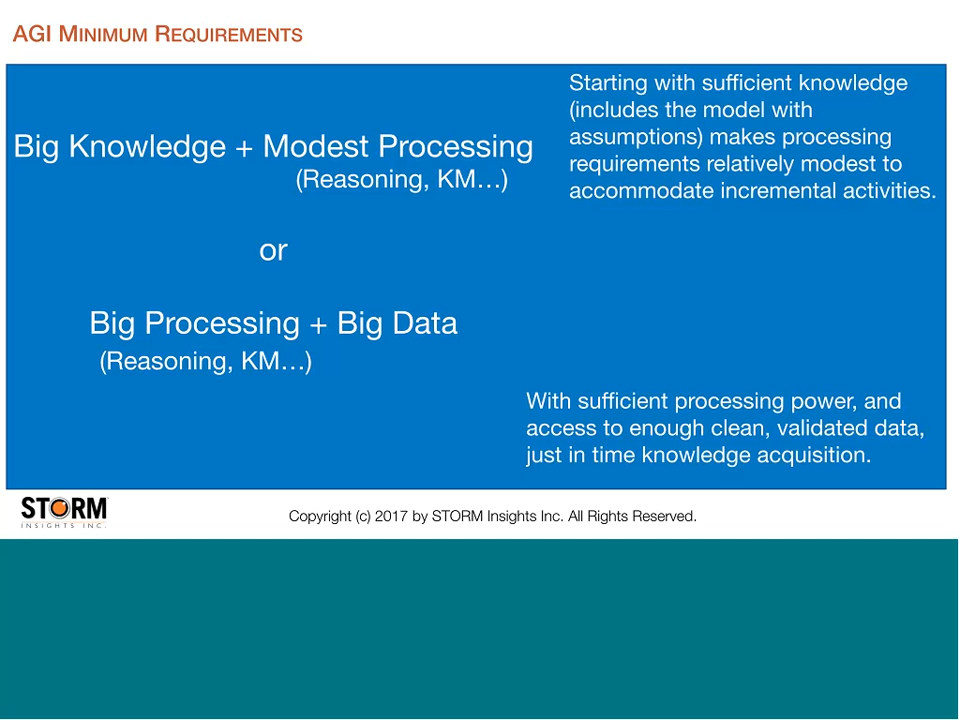 AGI MINIMUM REQUIREMENTS
Starting with sufficient knowledge
(includes the model with
assumptions) makes processing
requirements relatively modest to
accommodate incremental activities.
Big Knowledge + Modest Processing
(Reasoning, KM…)
or
Big Processing + Big Data
(Reasoning, KM…)
With sufficient processing power, and
access to enough clean, validated data,
just in time knowledge acquisition.
STORM
INSIGHTS INC.
Copyright (c) 2017 by STORM Insights Inc. All Rights Reserved.